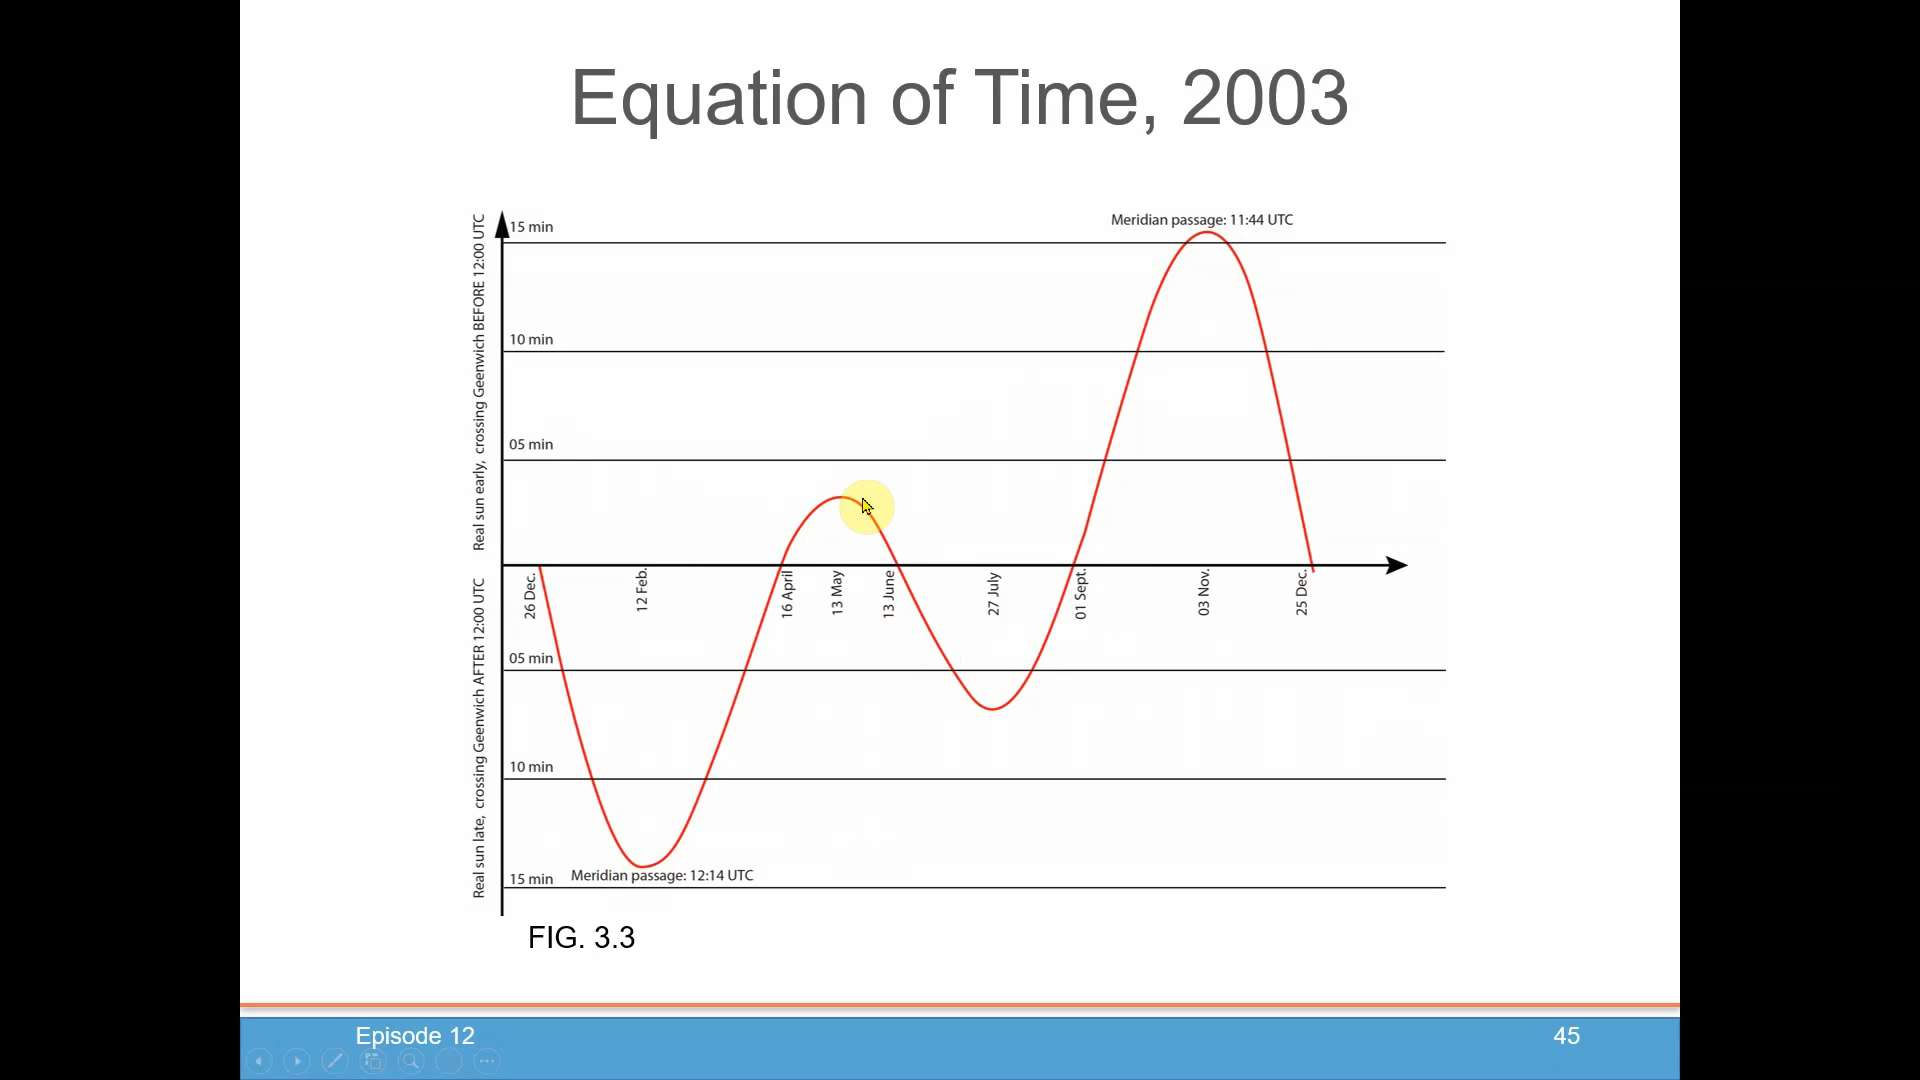 Equation of Time, 2003
Real sun early, crossing Geenwich BEFORE 12:00 UTC
Real sun late, crossing Geenwich AFTER 12:00 UTC
Meridian passage: 11:44 UTC
15 min
10 min
05 min
26 Dec.
12 Feb.
16 April
13 May
13 June
27 July
01 Sept.
03 Nov.
25 Dec.
05 min
10 min
15 min
Meridian passage: 12:14 UTC
FIG. 3.3
Episode 12
45